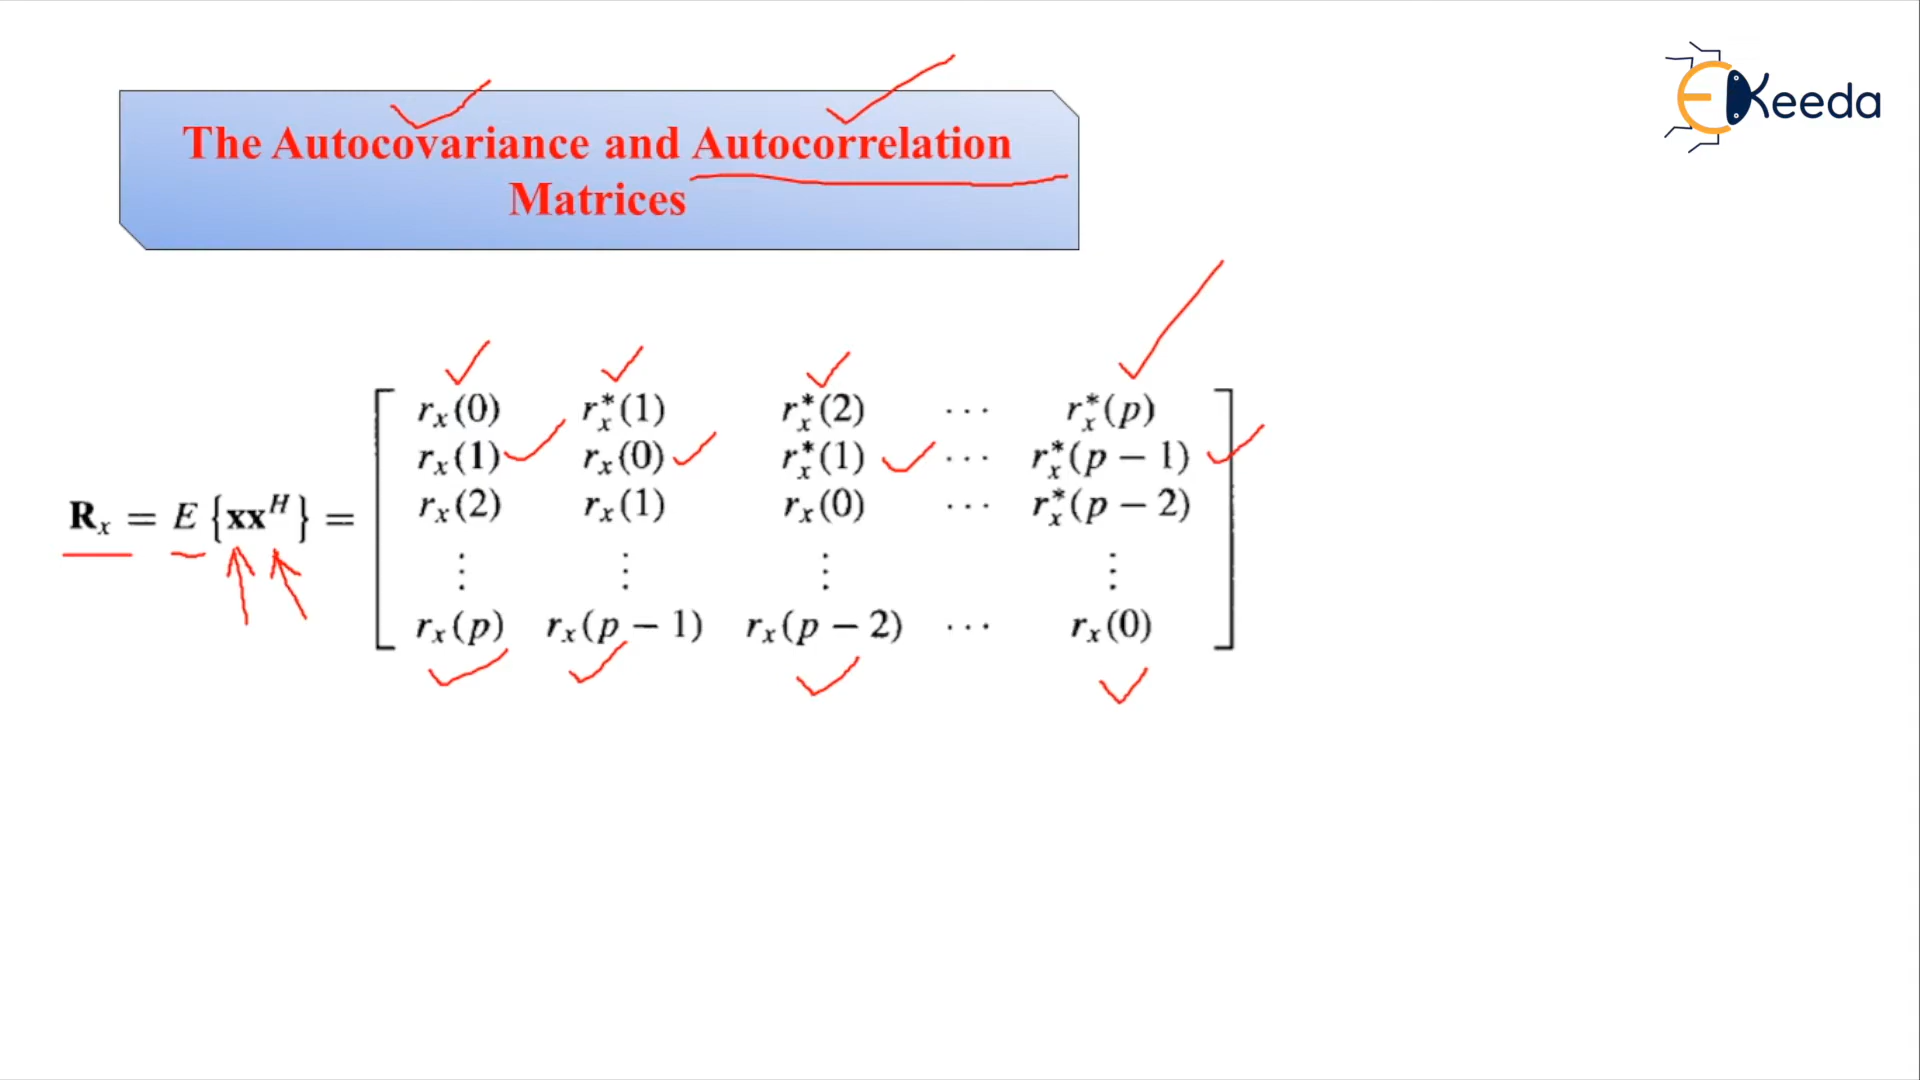 EKeeda
The Autocovariance and Autocorrelation
Matrices
r_x(0) r_x^*(1) r_x^*(2) ··· r_x^*(p)
r_x(1) r_x(0) r_x^*(1) ··· r_x^*(p − 1)
R_x = E {xx^H} = r_x(2) r_x(1) r_x(0) ··· r_x^*(p − 2)
⋮ ⋮ ⋮ ⋮
r_x(p) r_x(p − 1) r_x(p − 2) ··· r_x(0)